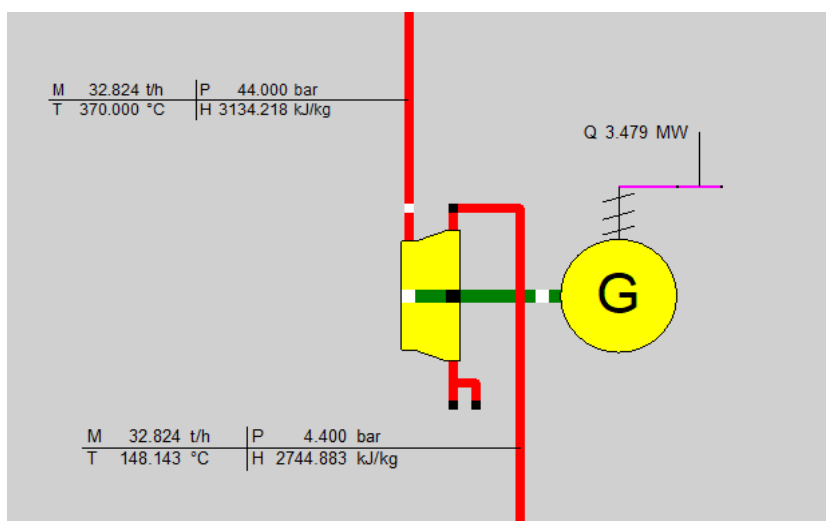 M 32.824 t/h P 44.000 bar
T 370.000 °C H 3134.218 kJ/kg
Q 3.479 MW
G
M 32.824 t/h P 4.400 bar
T 148.143 °C H 2744.883 kJ/kg